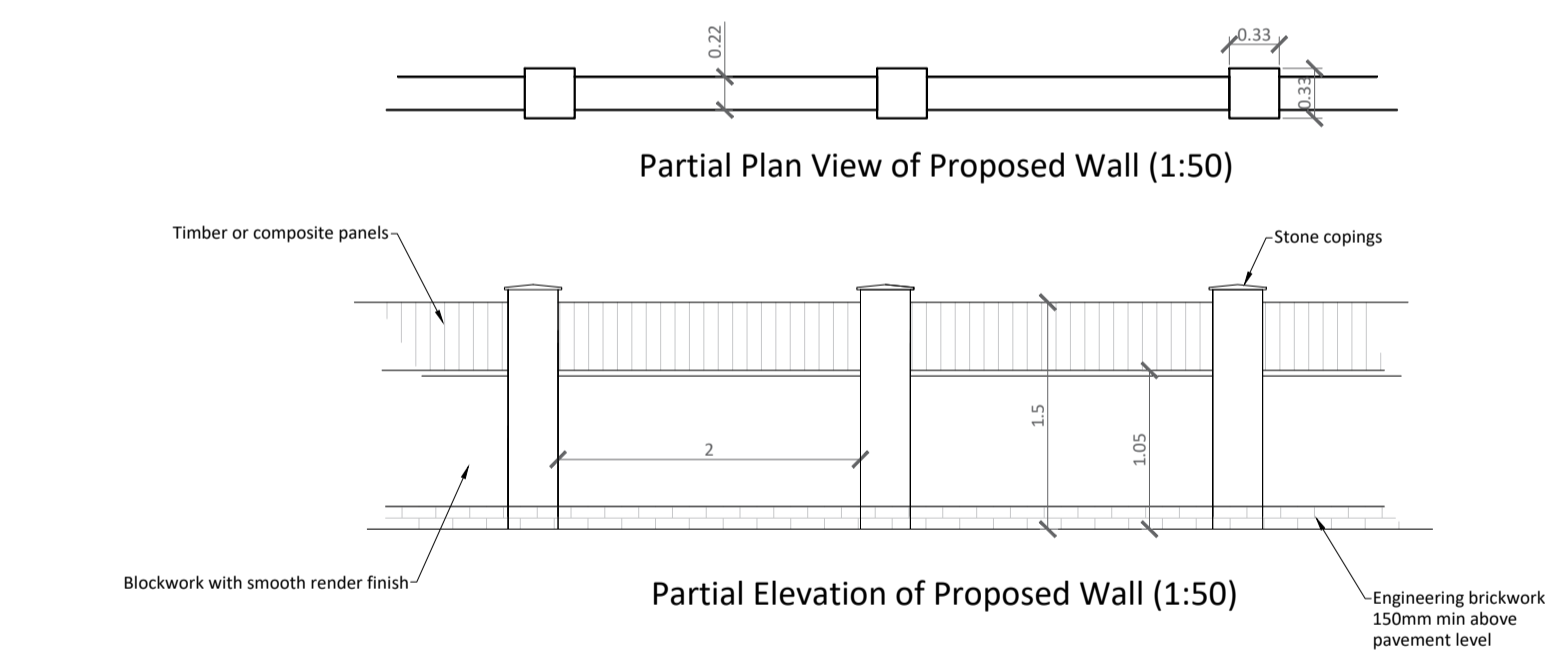 0.22
0.33
0.33
Partial Plan View of Proposed Wall (1:50)
Timber or composite panels
Stone copings
1.5
1.05
2
Blockwork with smooth render finish
Partial Elevation of Proposed Wall (1:50)
Engineering brickwork
150mm min above
pavement level